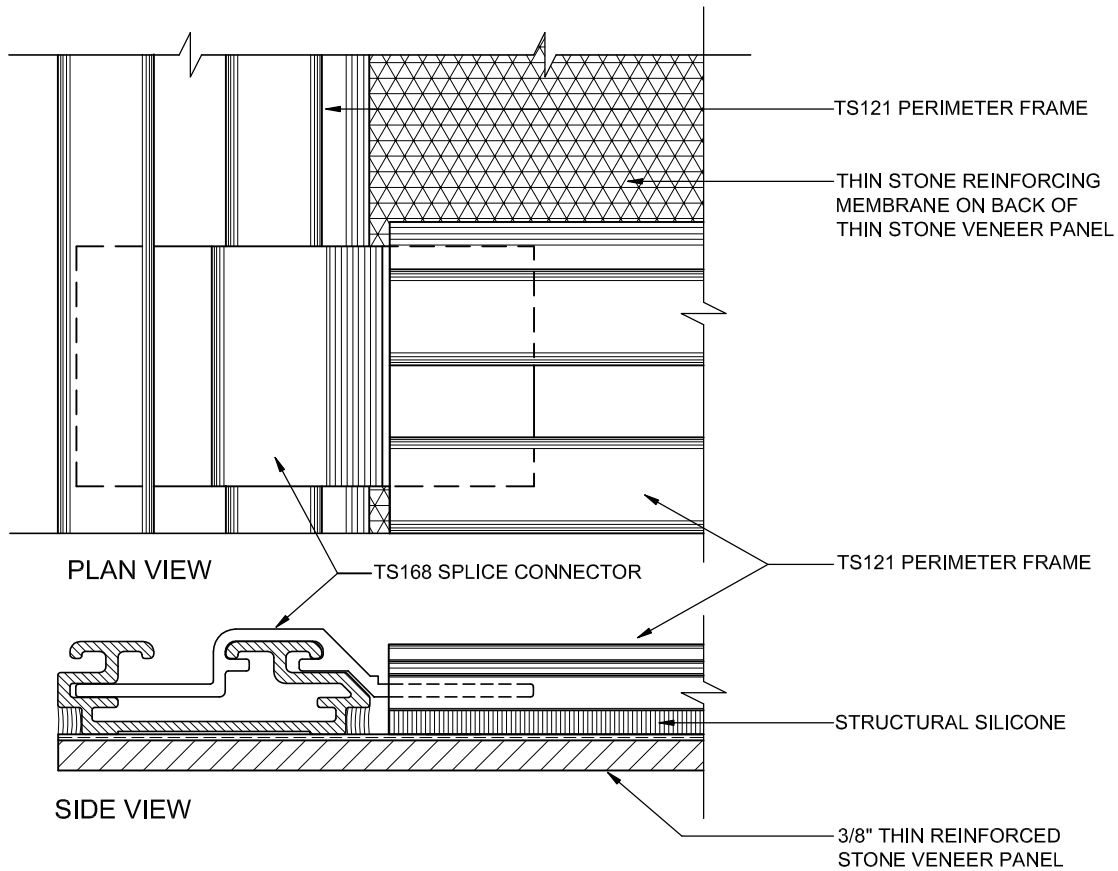 TS121 PERIMETER FRAME
THIN STONE REINFORCING
MEMBRANE ON BACK OF
THIN STONE VENEER PANEL
PLAN VIEW
TS168 SPLICE CONNECTOR
TS121 PERIMETER FRAME
STRUCTURAL SILICONE
SIDE VIEW
3/8" THIN REINFORCED
STONE VENEER PANEL